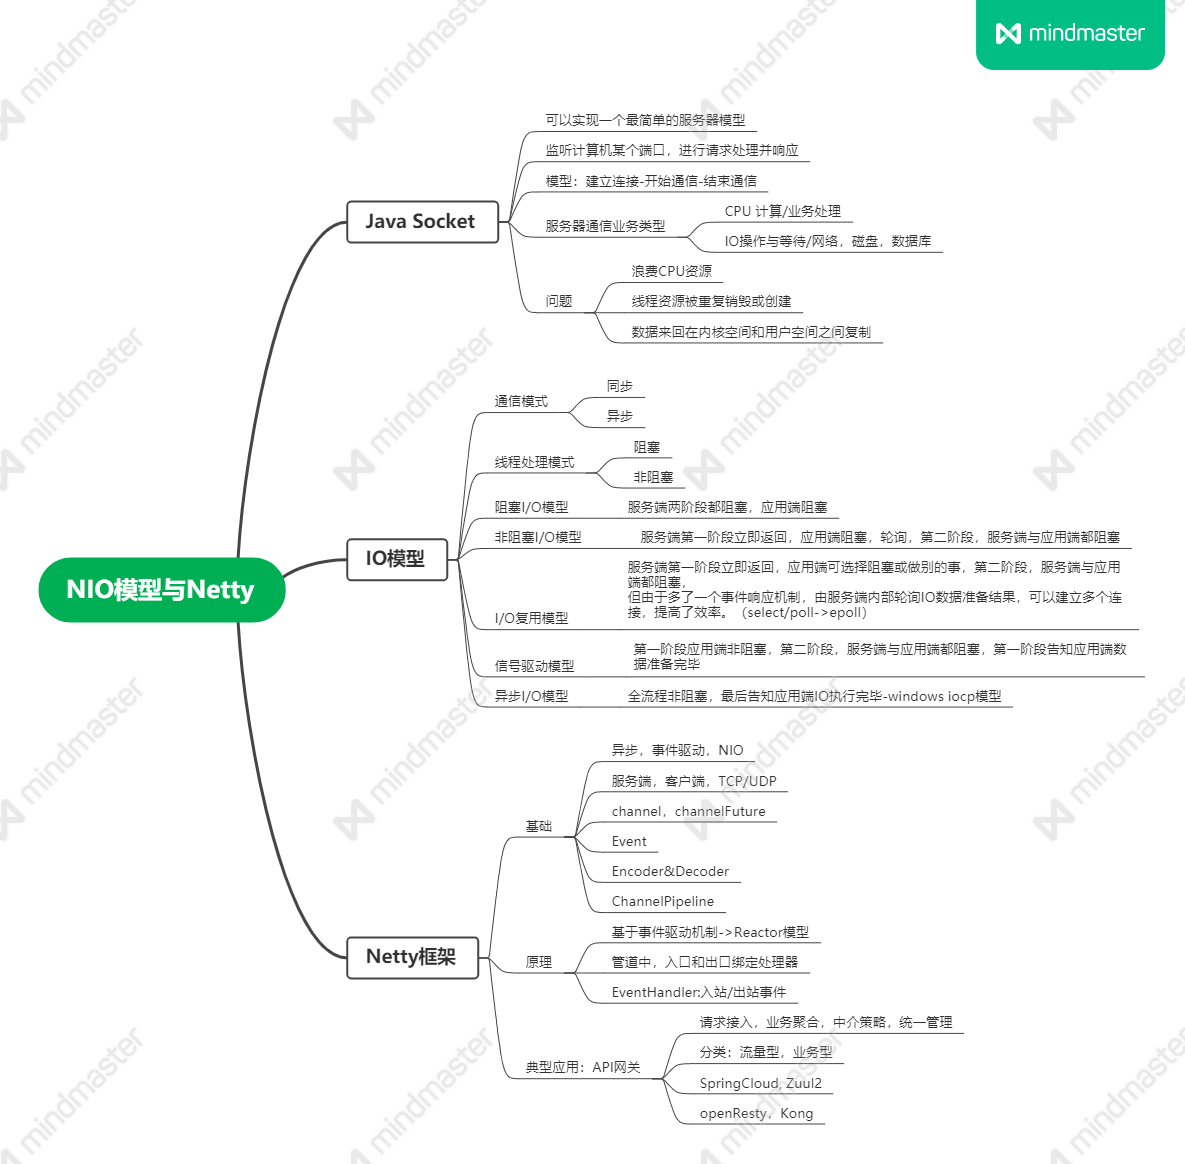 mindmaster
NIO模型与Netty
Java Socket
可以实现一个最简单的服务器模型
监听计算机某个端口，进行请求处理并响应
模型：建立连接-开始通信-结束通信
服务器通信业务类型
CPU 计算/业务处理
IO操作与等待/网络，磁盘，数据库
问题
浪费CPU资源
线程资源被重复销毁或创建
数据来回在内核空间和用户空间之间复制
IO模型
通信模式
同步
异步
线程处理模式
阻塞
非阻塞
阻塞I/O模型
服务端两阶段都阻塞，应用端阻塞
非阻塞I/O模型
服务端第一阶段立即返回，应用端阻塞，轮询，第二阶段，服务端与应用端都阻塞
I/O复用模型
服务端第一阶段立即返回，应用端可选择阻塞或做别的事，第二阶段，服务端与应用
端都阻塞，
但由于多了一个事件响应机制，由服务端内部轮询IO数据准备结果，可以建立多个连
接，提高了效率。（select/poll->epoll）
信号驱动模型
第一阶段应用端非阻塞，第二阶段，服务端与应用端都阻塞，第一阶段告知应用端数
据准备完毕
异步I/O模型
全流程非阻塞，最后告知应用端IO执行完毕-windows iocp模型
Netty框架
基础
异步，事件驱动，NIO
服务端，客户端，TCP/UDP
channel，channelFuture
Event
Encoder&Decoder
ChannelPipeline
原理
基于事件驱动机制->Reactor模型
管道中，入口和出口绑定处理器
EventHandler:入站/出站事件
典型应用：API网关
请求接入，业务聚合，中介策略，统一管理
分类：流量型，业务型
SpringCloud, Zuul2
openResty，Kong